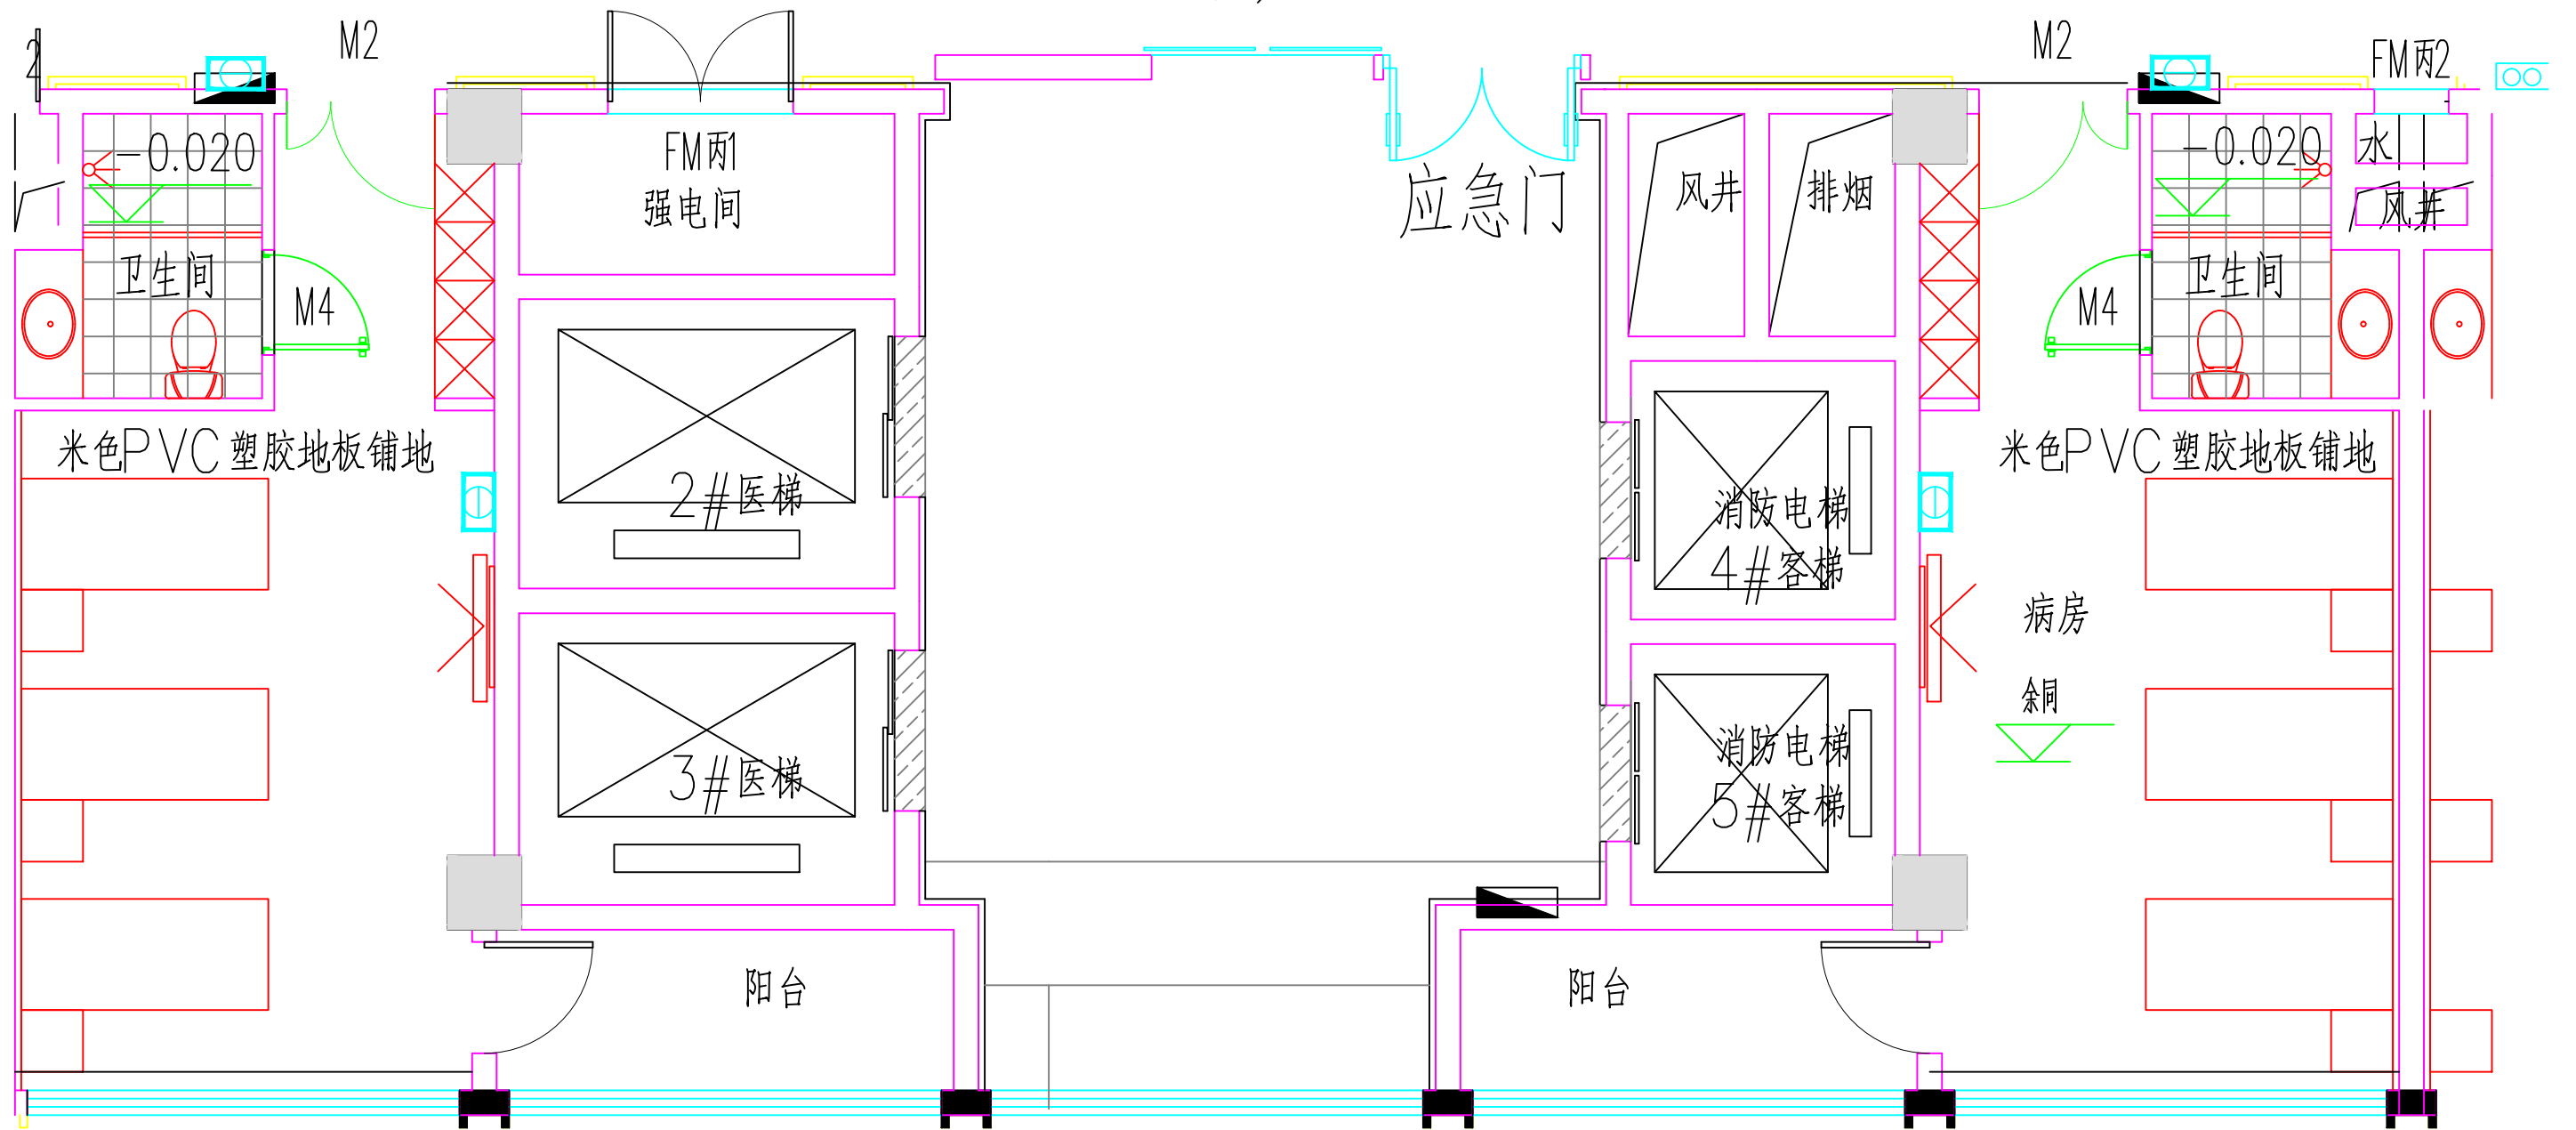 2
M2
M2
FM丙2
-0.020
FM丙1
强电间
应急门
风井
排烟
-0.020
水
风井
卫生间
M4
M4
卫生间
米色PVC塑胶地板铺地
米色PVC塑胶地板铺地
2#医梯
消防电梯
4#客梯
病房
3#医梯
消防电梯
5#客梯
阳台
阳台